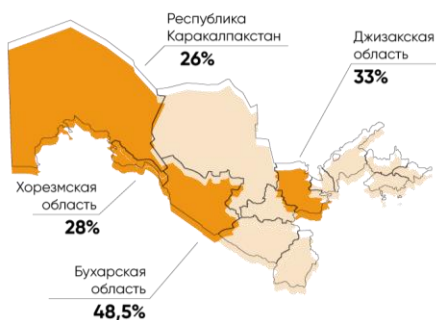 Республика
Каракалпакстан
26%
Джизакская
область
33%
Хорезмская
область
28%
Бухарская
область
48,5%